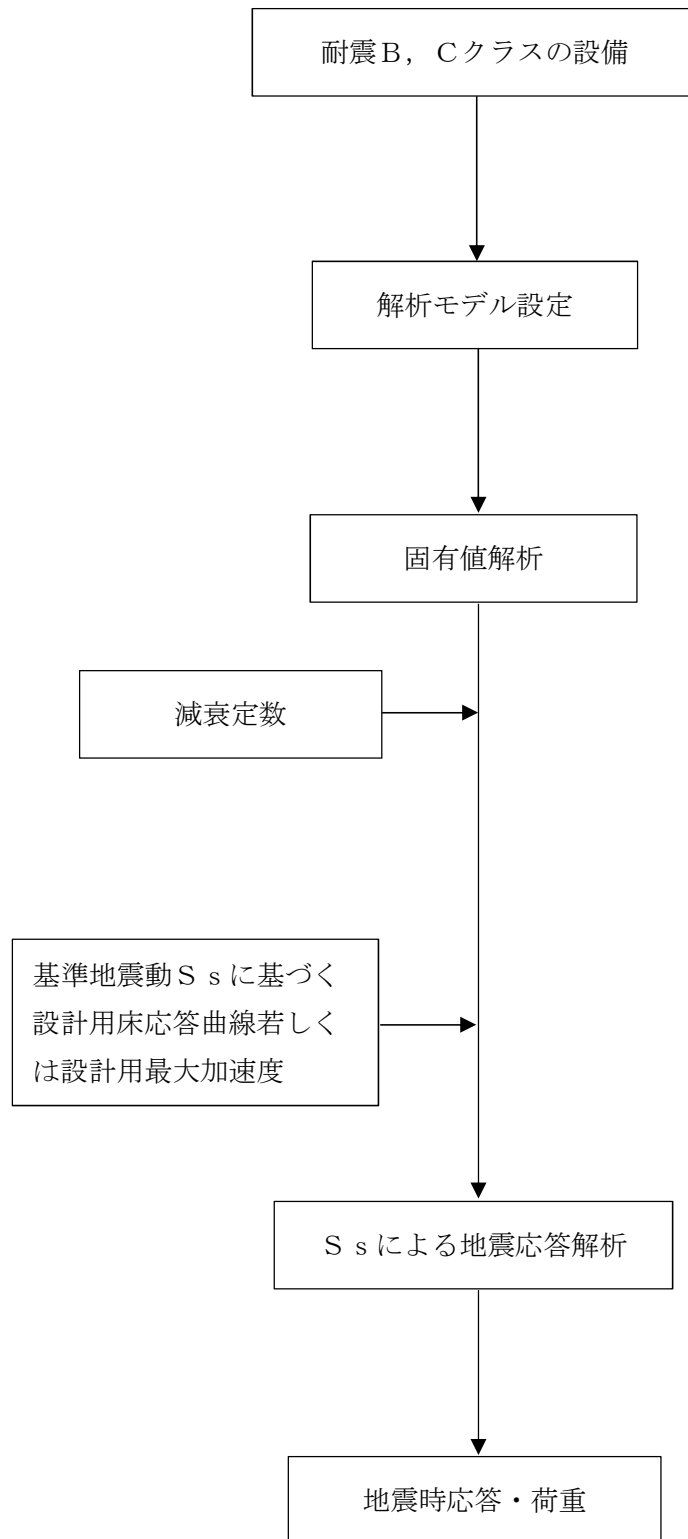 耐震Ｂ，Ｃクラスの設備
解析モデル設定
固有値解析
減衰定数
基準地震動Ｓｓに基づく
設計用床応答曲線若しく
は設計用最大加速度
Ｓｓによる地震応答解析
地震時応答・荷重